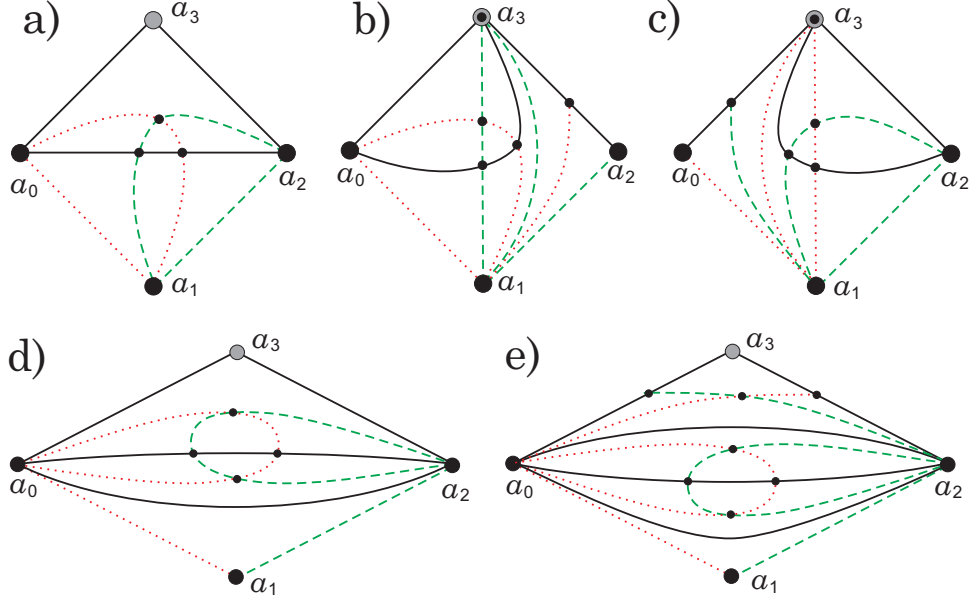 a) a₃ a₀ a₂ a₁
b) a₃ a₀ a₂ a₁
c) a₃ a₀ a₂ a₁
d) a₃ a₀ a₂ a₁
e) a₃ a₀ a₂ a₁